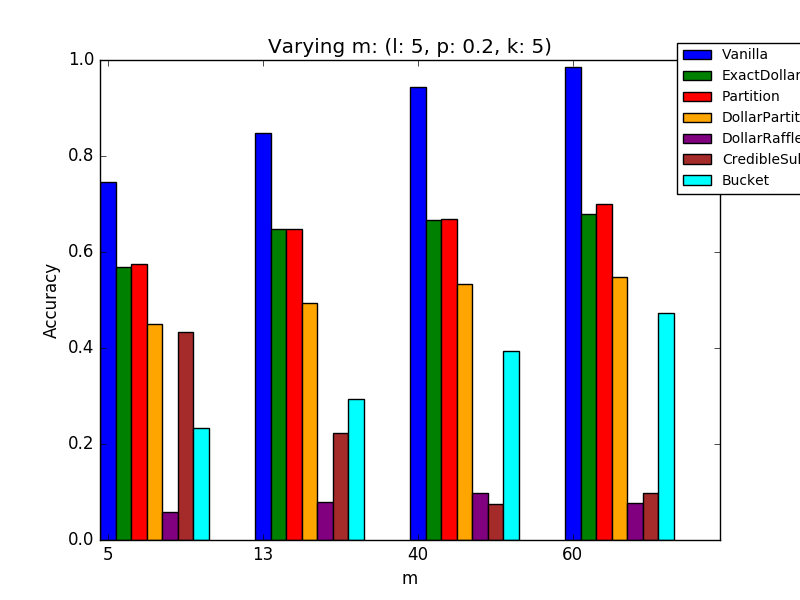 Varying m: (l: 5, p: 0.2, k: 5)
Vanilla
ExactDollar
Partition
DollarPartit
DollarRaffle
CredibleSu
Bucket
1.0
0.8
0.6
0.4
0.2
0.0
Accuracy
5 13 40 60
m